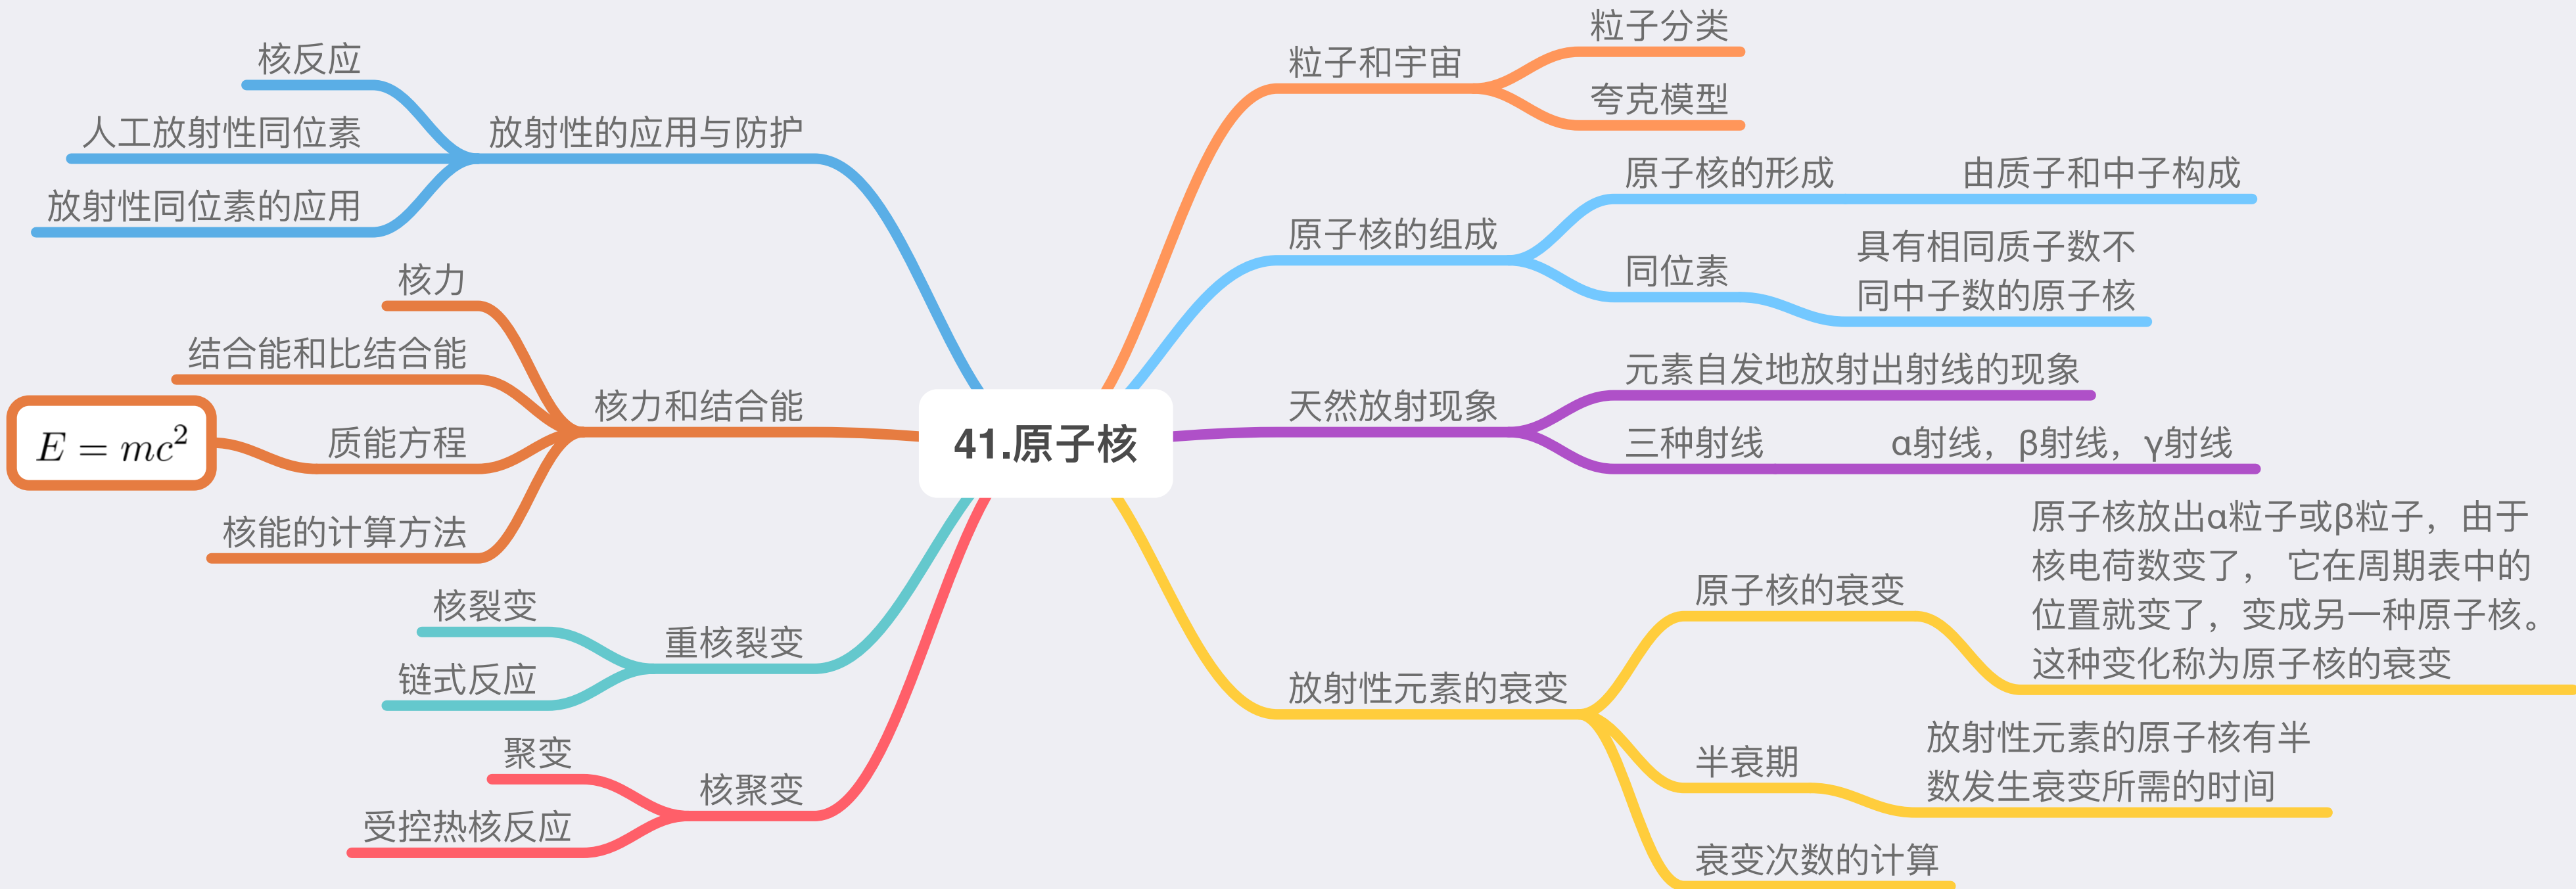 41.原子核
粒子和宇宙
粒子分类
夸克模型
原子核的组成
原子核的形成
由质子和中子构成
同位素
具有相同质子数不
同中子数的原子核
天然放射现象
元素自发地放射出射线的现象
三种射线
α射线，β射线，γ射线
放射性元素的衰变
原子核的衰变
原子核放出α粒子或β粒子，由于
核电荷数变了， 它在周期表中的
位置就变了，变成另一种原子核。
这种变化称为原子核的衰变
半衰期
放射性元素的原子核有半
数发生衰变所需的时间
衰变次数的计算
放射性的应用与防护
核反应
人工放射性同位素
放射性同位素的应用
核力和结合能
核力
结合能和比结合能
质能方程
E = mc²
核能的计算方法
重核裂变
核裂变
链式反应
核聚变
聚变
受控热核反应